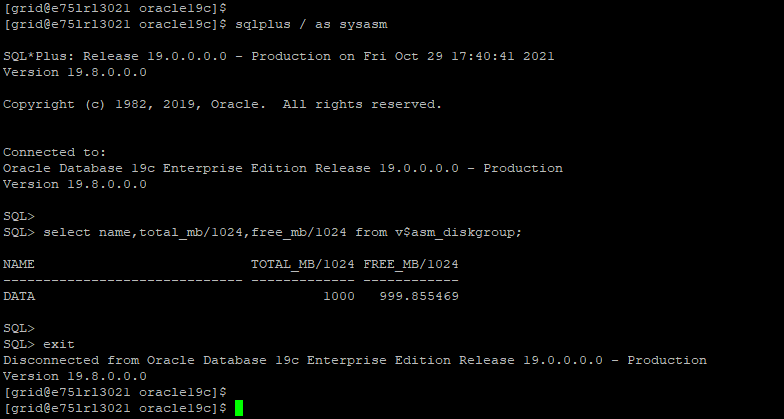 [grid@e75lrl3021 oracle19c]$
[grid@e75lrl3021 oracle19c]$ sqlplus / as sysasm

SQL*Plus: Release 19.0.0.0.0 - Production on Fri Oct 29 17:40:41 2021
Version 19.8.0.0.0

Copyright (c) 1982, 2019, Oracle.  All rights reserved.


Connected to:
Oracle Database 19c Enterprise Edition Release 19.0.0.0.0 - Production
Version 19.8.0.0.0

SQL>
SQL> select name,total_mb/1024,free_mb/1024 from v$asm_diskgroup;

NAME                           TOTAL_MB/1024 FREE_MB/1024
------------------------------ ------------- ------------
DATA                                    1000   999.855469

SQL>
SQL> exit
Disconnected from Oracle Database 19c Enterprise Edition Release 19.0.0.0.0 - Production
Version 19.8.0.0.0
[grid@e75lrl3021 oracle19c]$
[grid@e75lrl3021 oracle19c]$